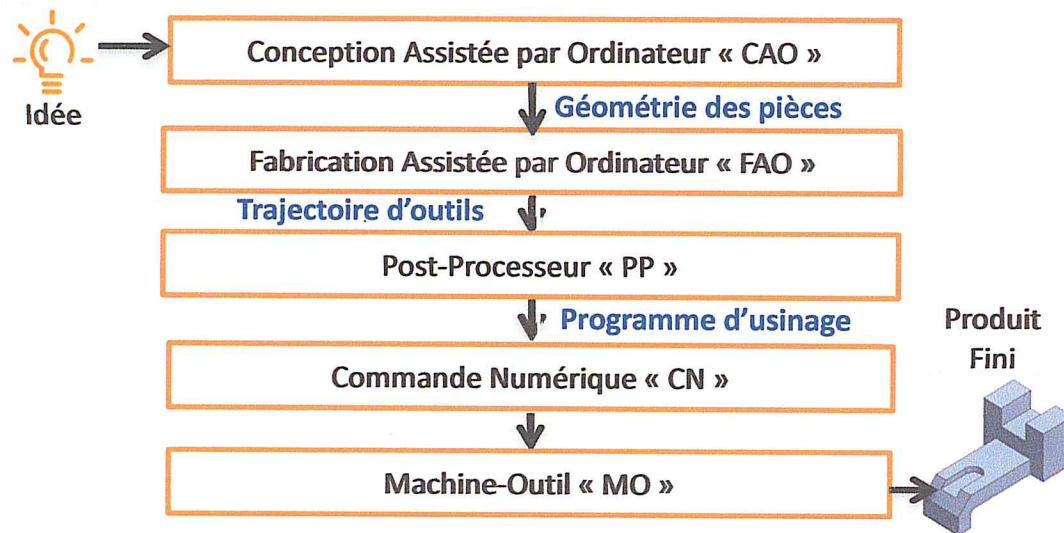 Idée
Conception Assistée par Ordinateur « CAO »
Géométrie des pièces
Fabrication Assistée par Ordinateur « FAO »
Trajectoire d’outils
Post-Processeur « PP »
Programme d’usinage
Commande Numérique « CN »
Machine-Outil « MO »
Produit
Fini